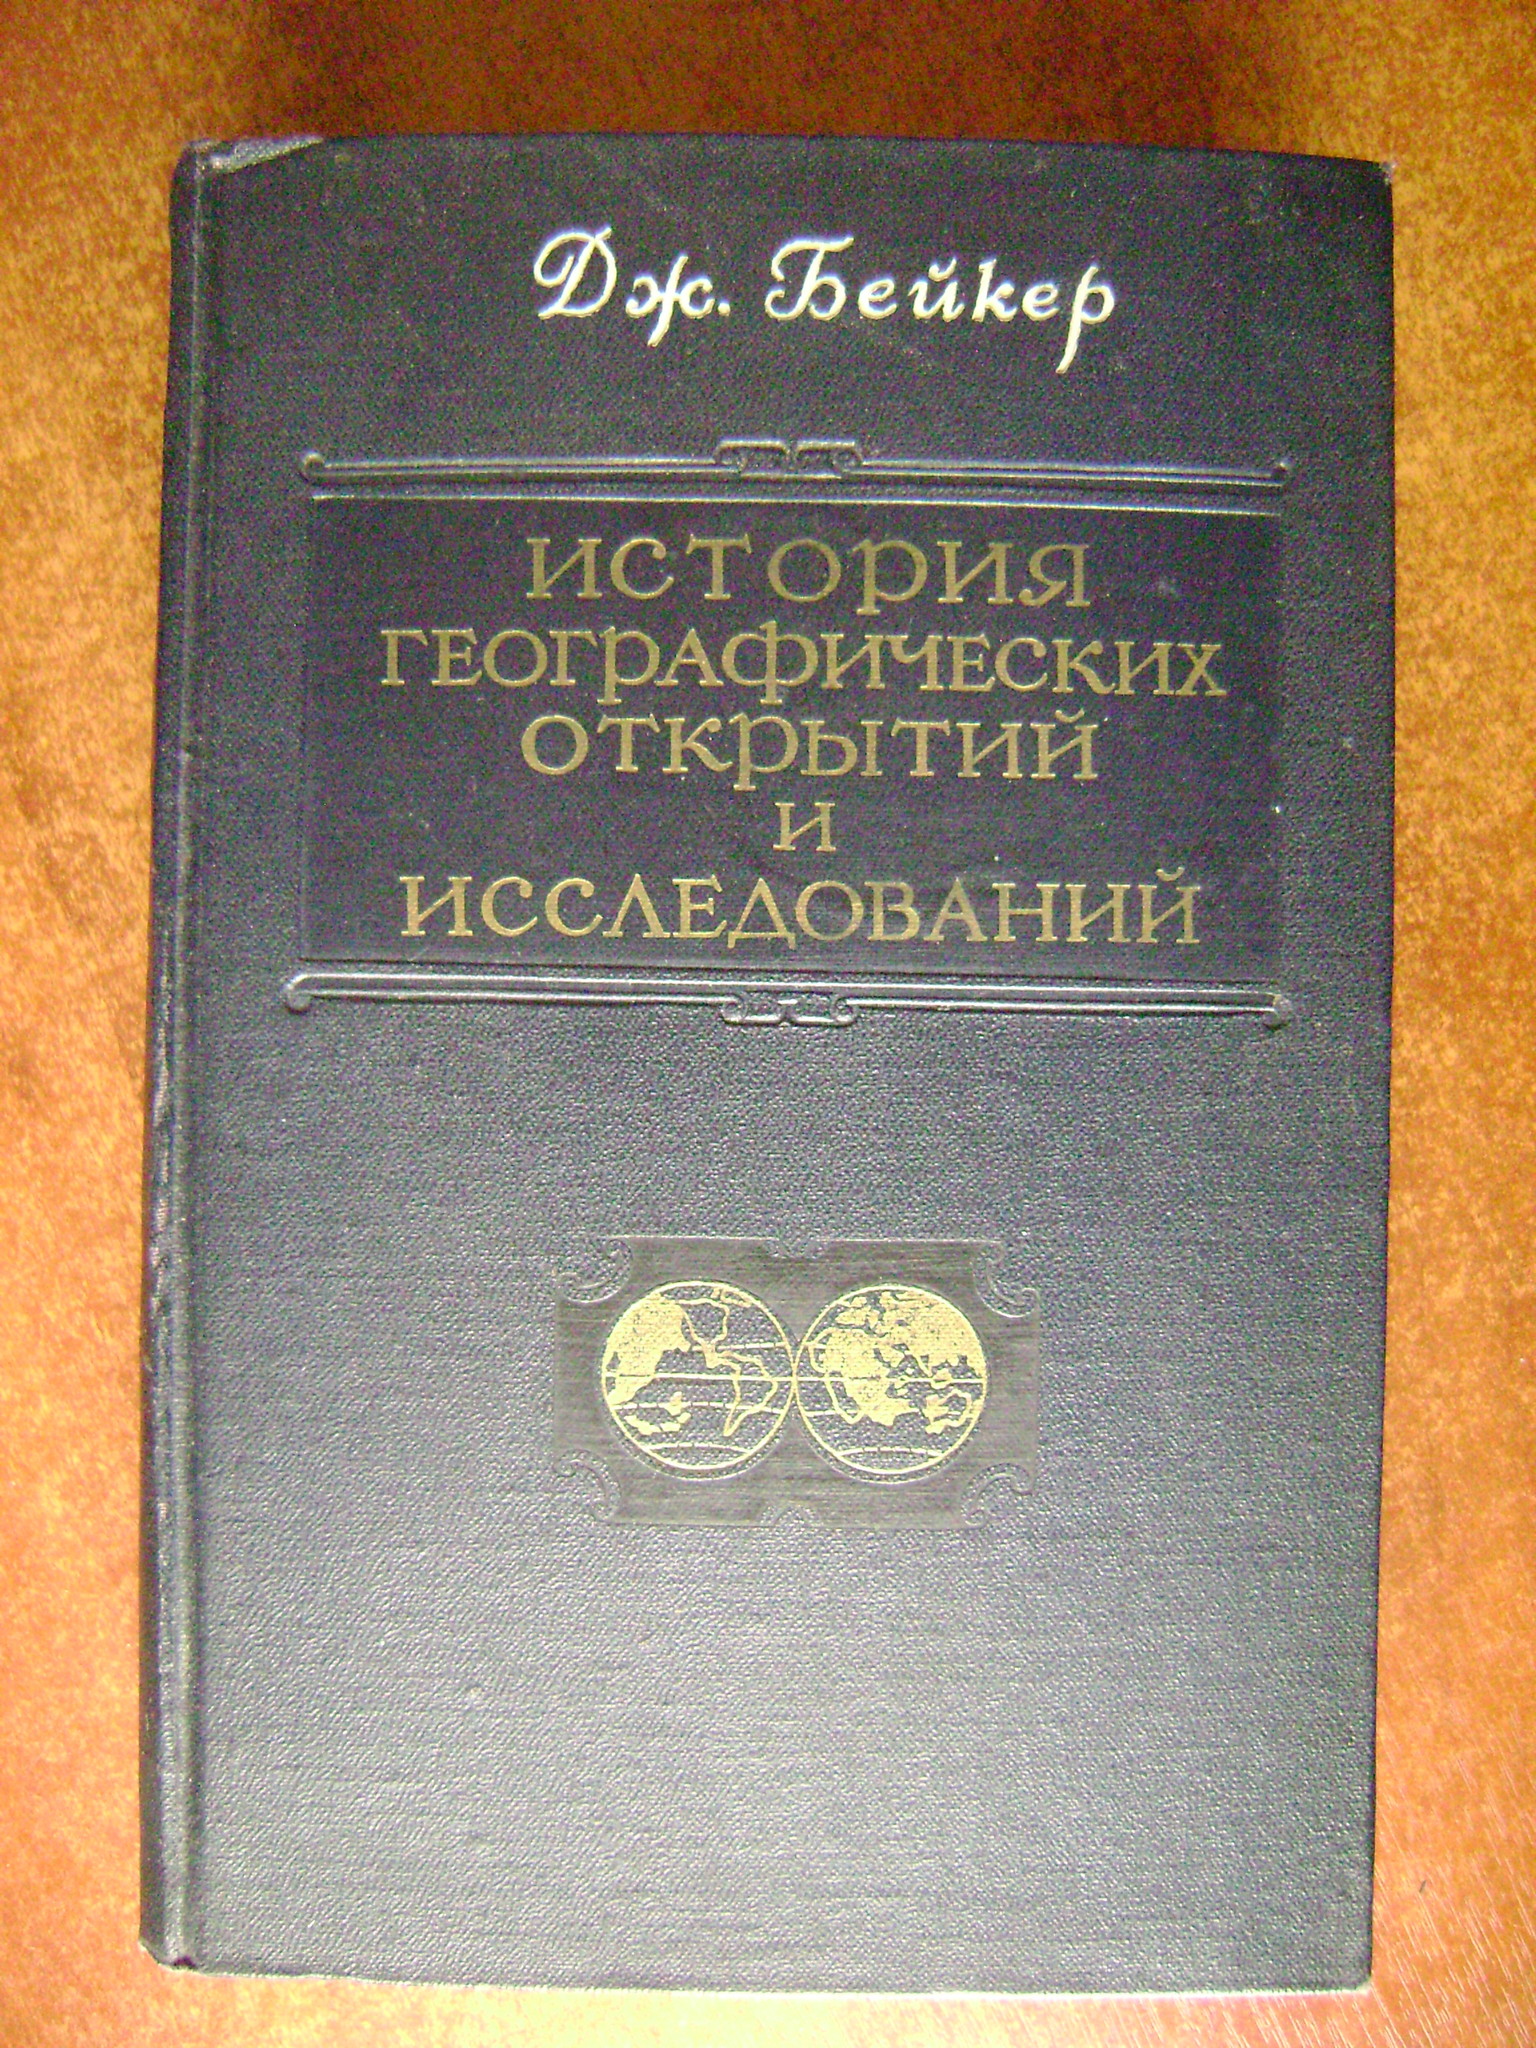 Дж. Бейкер
ИСТОРИЯ
ГЕОГРАФИЧЕСКИХ
ОТКРЫТИЙ
И
ИССЛЕДОВАНИЙ